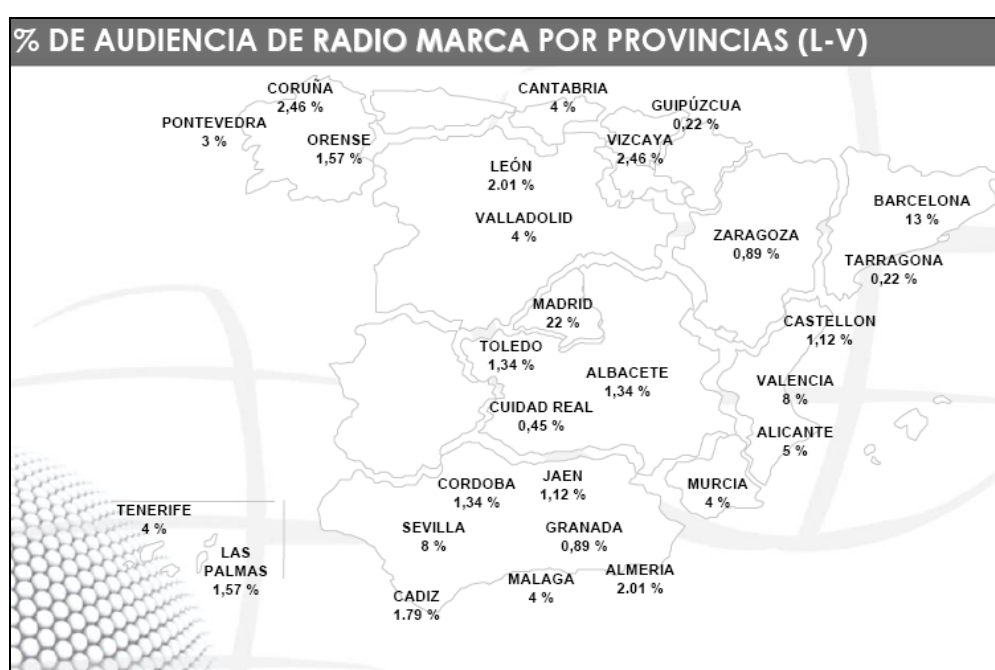 % DE AUDIENCIA DE RADIO MARCA POR PROVINCIAS (L-V)
CORUÑA
2,46 %
PONTEVEDRA
3 %
ORENSE
1,57 %
CANTABRIA
4 %
GUIPÚZCUA
0,22 %
VIZCAYA
2,46 %
LEÓN
2.01 %
VALLADOLID
4 %
ZARAGOZA
0,89 %
BARCELONA
13 %
TARRAGONA
0,22 %
MADRID
22 %
CASTELLON
1,12 %
TOLEDO
1,34 %
ALBACETE
1,34 %
VALENCIA
8 %
CUIDAD REAL
0,45 %
ALICANTE
5 %
CORDOBA
1,34 %
JAEN
1,12 %
MURCIA
4 %
TENERIFE
4 %
SEVILLA
8 %
GRANADA
0,89 %
LAS
PALMAS
1,57 %
CADIZ
1.79 %
MALAGA
4 %
ALMERIA
2.01 %